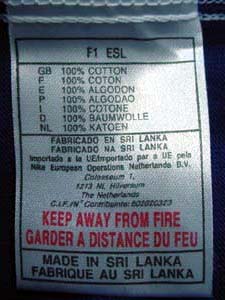 F1 ESL
GB 100% COTTON
F 100% COTON
E 100% ALGODON
P 100% ALGODAO
I 100% COTONE
D 100% BAUMWOLLE
NL 100% KATOEN
FABRICADO EN SRI LANKA
FABRICADO NA SRI LANKA
Importado a la UE/Importado par a UE pela
Nike European Operations Netherlands B.V.
Colosseum 1,
1213 NL Hilversum
The Netherlands
C.I.F/Nº Contribuinte: 802020323
KEEP AWAY FROM FIRE
GARDER A DISTANCE DU FEU
MADE IN SRI LANKA
FABRIQUE AU SRI LANKA